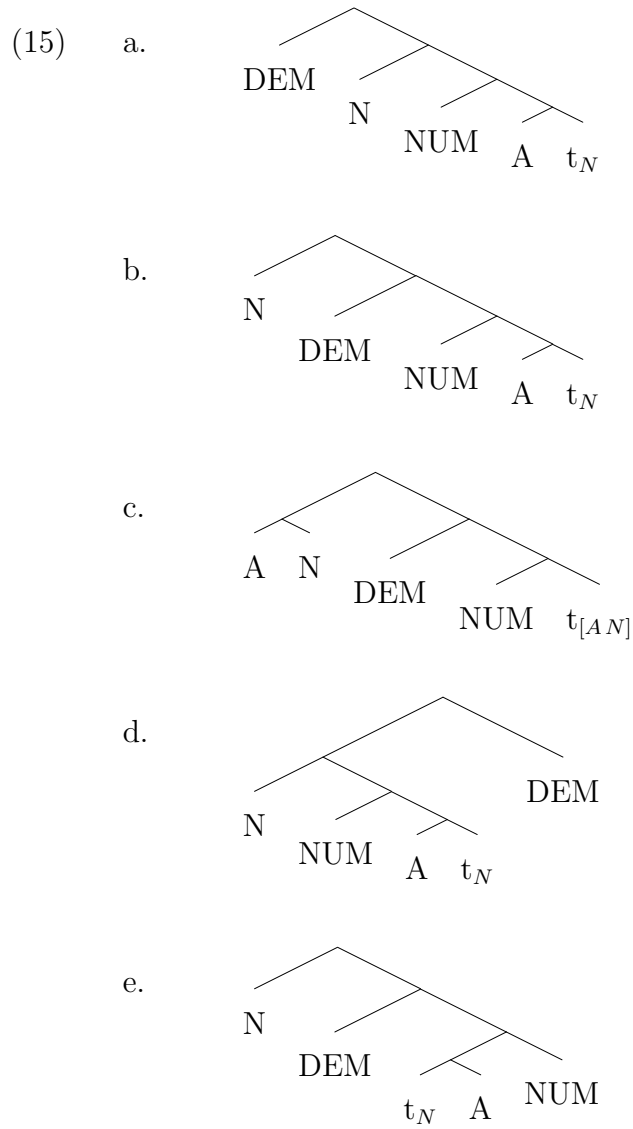 (15) a.
DEM
N
NUM
A t_N
b.
N
DEM
NUM
A t_N
c.
A N
DEM
NUM t_[A N]
d.
DEM
N
NUM
A t_N
e.
N
DEM
NUM
t_N A